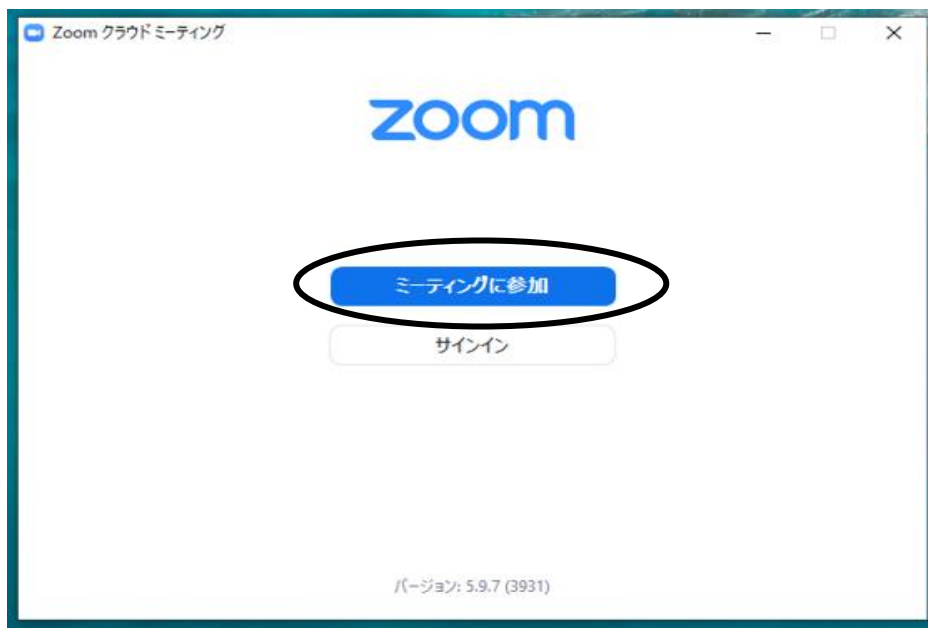 Zoom クラウド ミーティング
zoom
ミーティングに参加
サインイン
バージョン: 5.9.7 (3931)